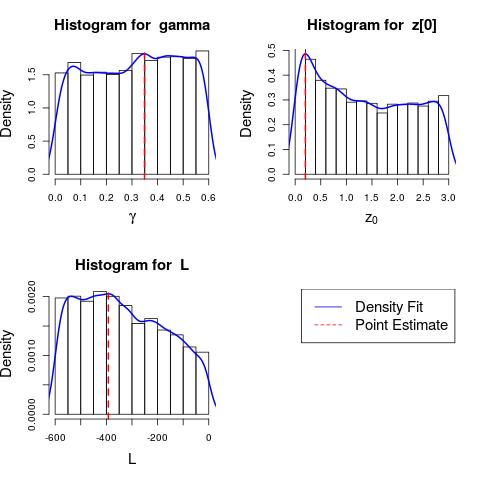 Histogram for gamma
Density
0.0 0.5 1.0 1.5
0.0 0.1 0.2 0.3 0.4 0.5 0.6
γ
Histogram for z[0]
Density
0.0 0.1 0.2 0.3 0.4 0.5
0.0 0.5 1.0 1.5 2.0 2.5 3.0
z0
Histogram for L
Density
0.0000 0.0010 0.0020
-600 -400 -200 0
L
Density Fit
Point Estimate